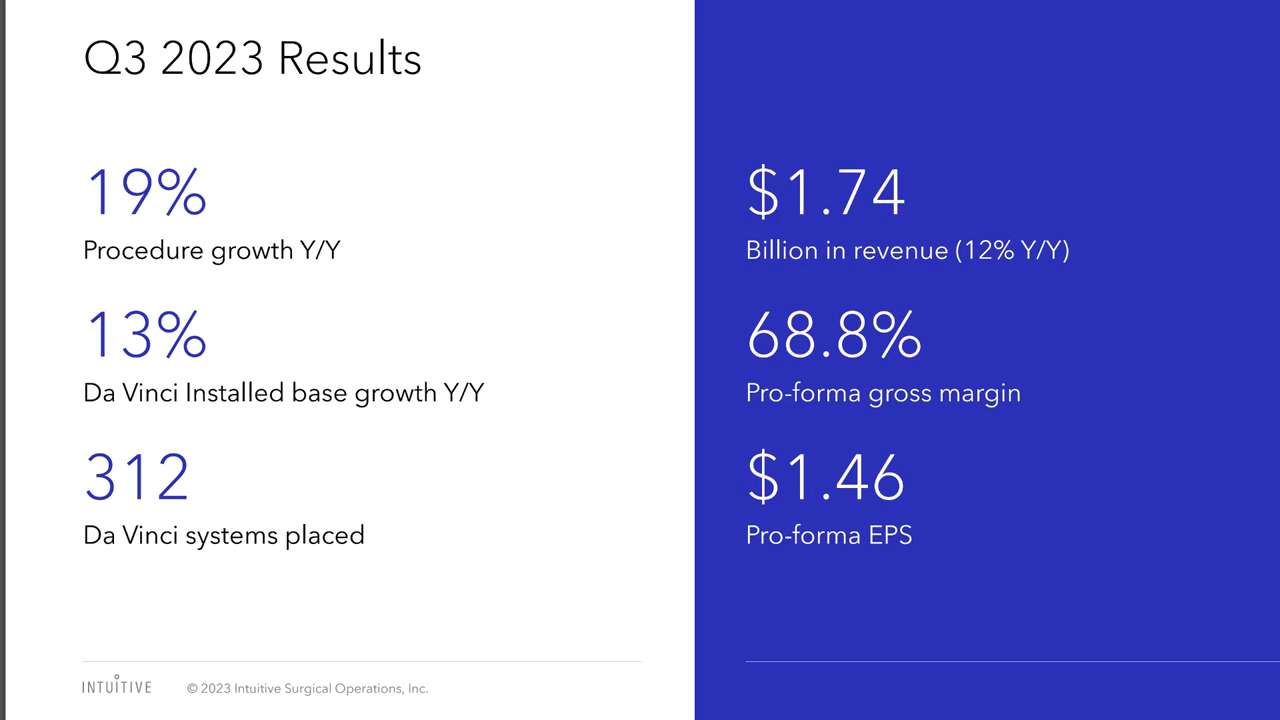 Q3 2023 Results
19%
Procedure growth Y/Y
13%
Da Vinci Installed base growth Y/Y
312
Da Vinci systems placed
$1.74
Billion in revenue (12% Y/Y)
68.8%
Pro-forma gross margin
$1.46
Pro-forma EPS
INTUITIVE
© 2023 Intuitive Surgical Operations, Inc.